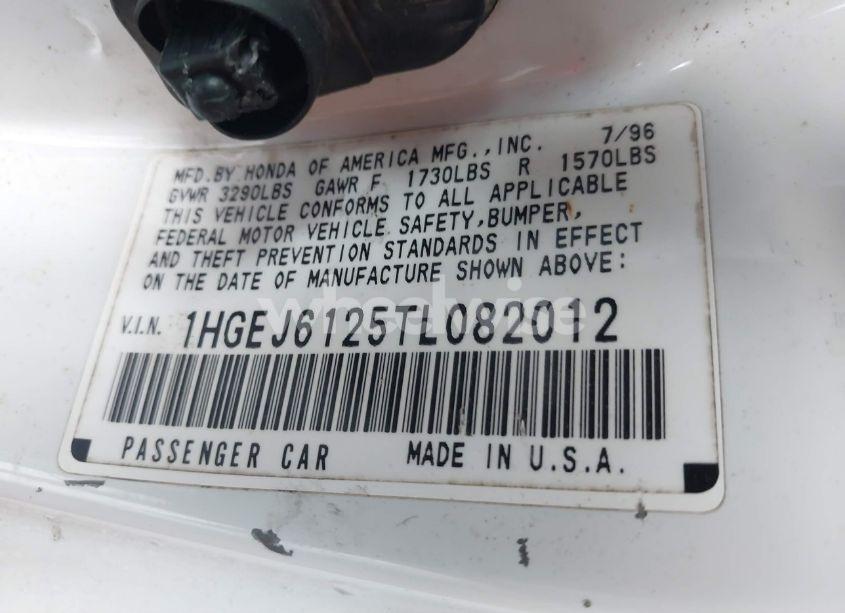 MFD.BY HONDA OF AMERICA MFG.,INC. 7/96
GVWR 3290LBS GAWR F 1730LBS R 1570LBS
THIS VEHICLE CONFORMS TO ALL APPLICABLE
FEDERAL MOTOR VEHICLE SAFETY,BUMPER,
AND THEFT PREVENTION STANDARDS IN EFFECT
ON THE DATE OF MANUFACTURE SHOWN ABOVE:
wheelwise
V.I.N. 1HGEJ6125TL082012
PASSENGER CAR MADE IN U.S.A.